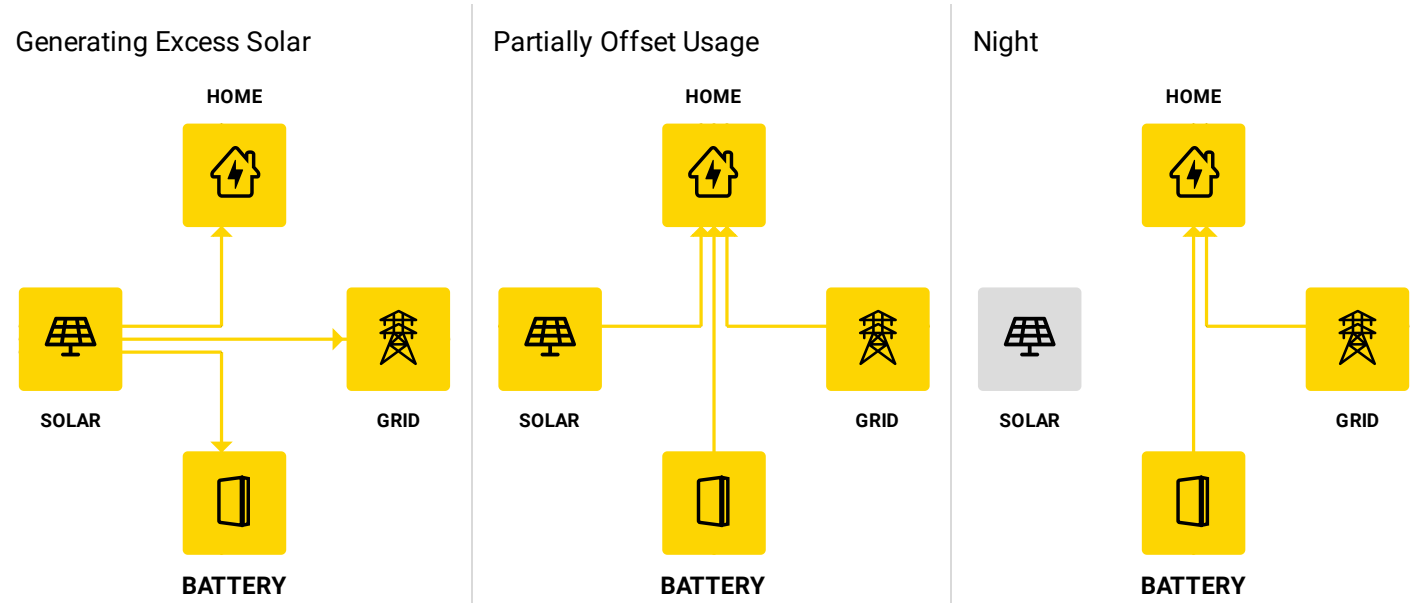 Generating Excess Solar
HOME
SOLAR
GRID
BATTERY
Partially Offset Usage
HOME
SOLAR
GRID
BATTERY
Night
HOME
SOLAR
GRID
BATTERY